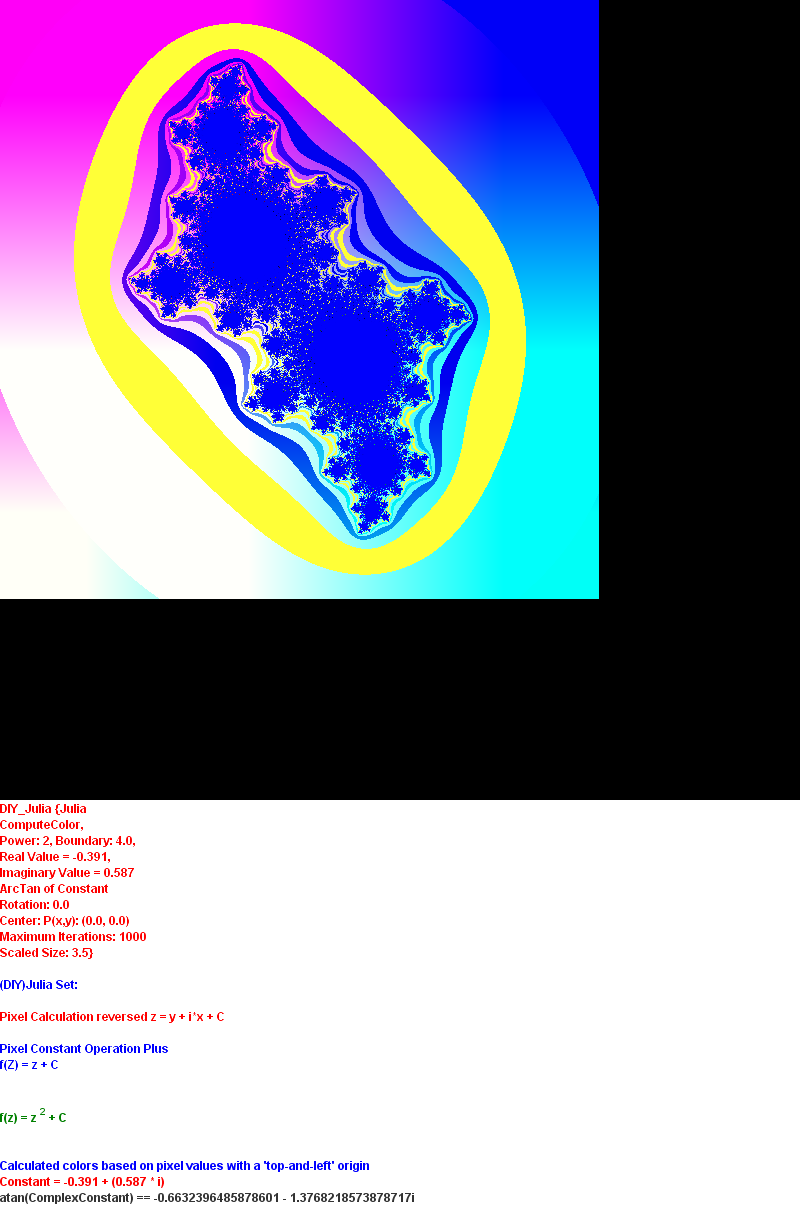 DIY_Julia {Julia
ComputeColor,
Power: 2, Boundary: 4.0,
Real Value = -0.391,
Imaginary Value = 0.587
ArcTan of Constant
Rotation: 0.0
Center: P(x,y): (0.0, 0.0)
Maximum Iterations: 1000
Scaled Size: 3.5}
(DIY)Julia Set:
Pixel Calculation reversed z = y + i*x + C
Pixel Constant Operation Plus
f(Z) = z + C
f(z) = z 2 + C
Calculated colors based on pixel values with a 'top-and-left' origin
Constant = -0.391 + (0.587 * i)
atan(ComplexConstant) == -0.6632396485878601 - 1.3768218573878717i